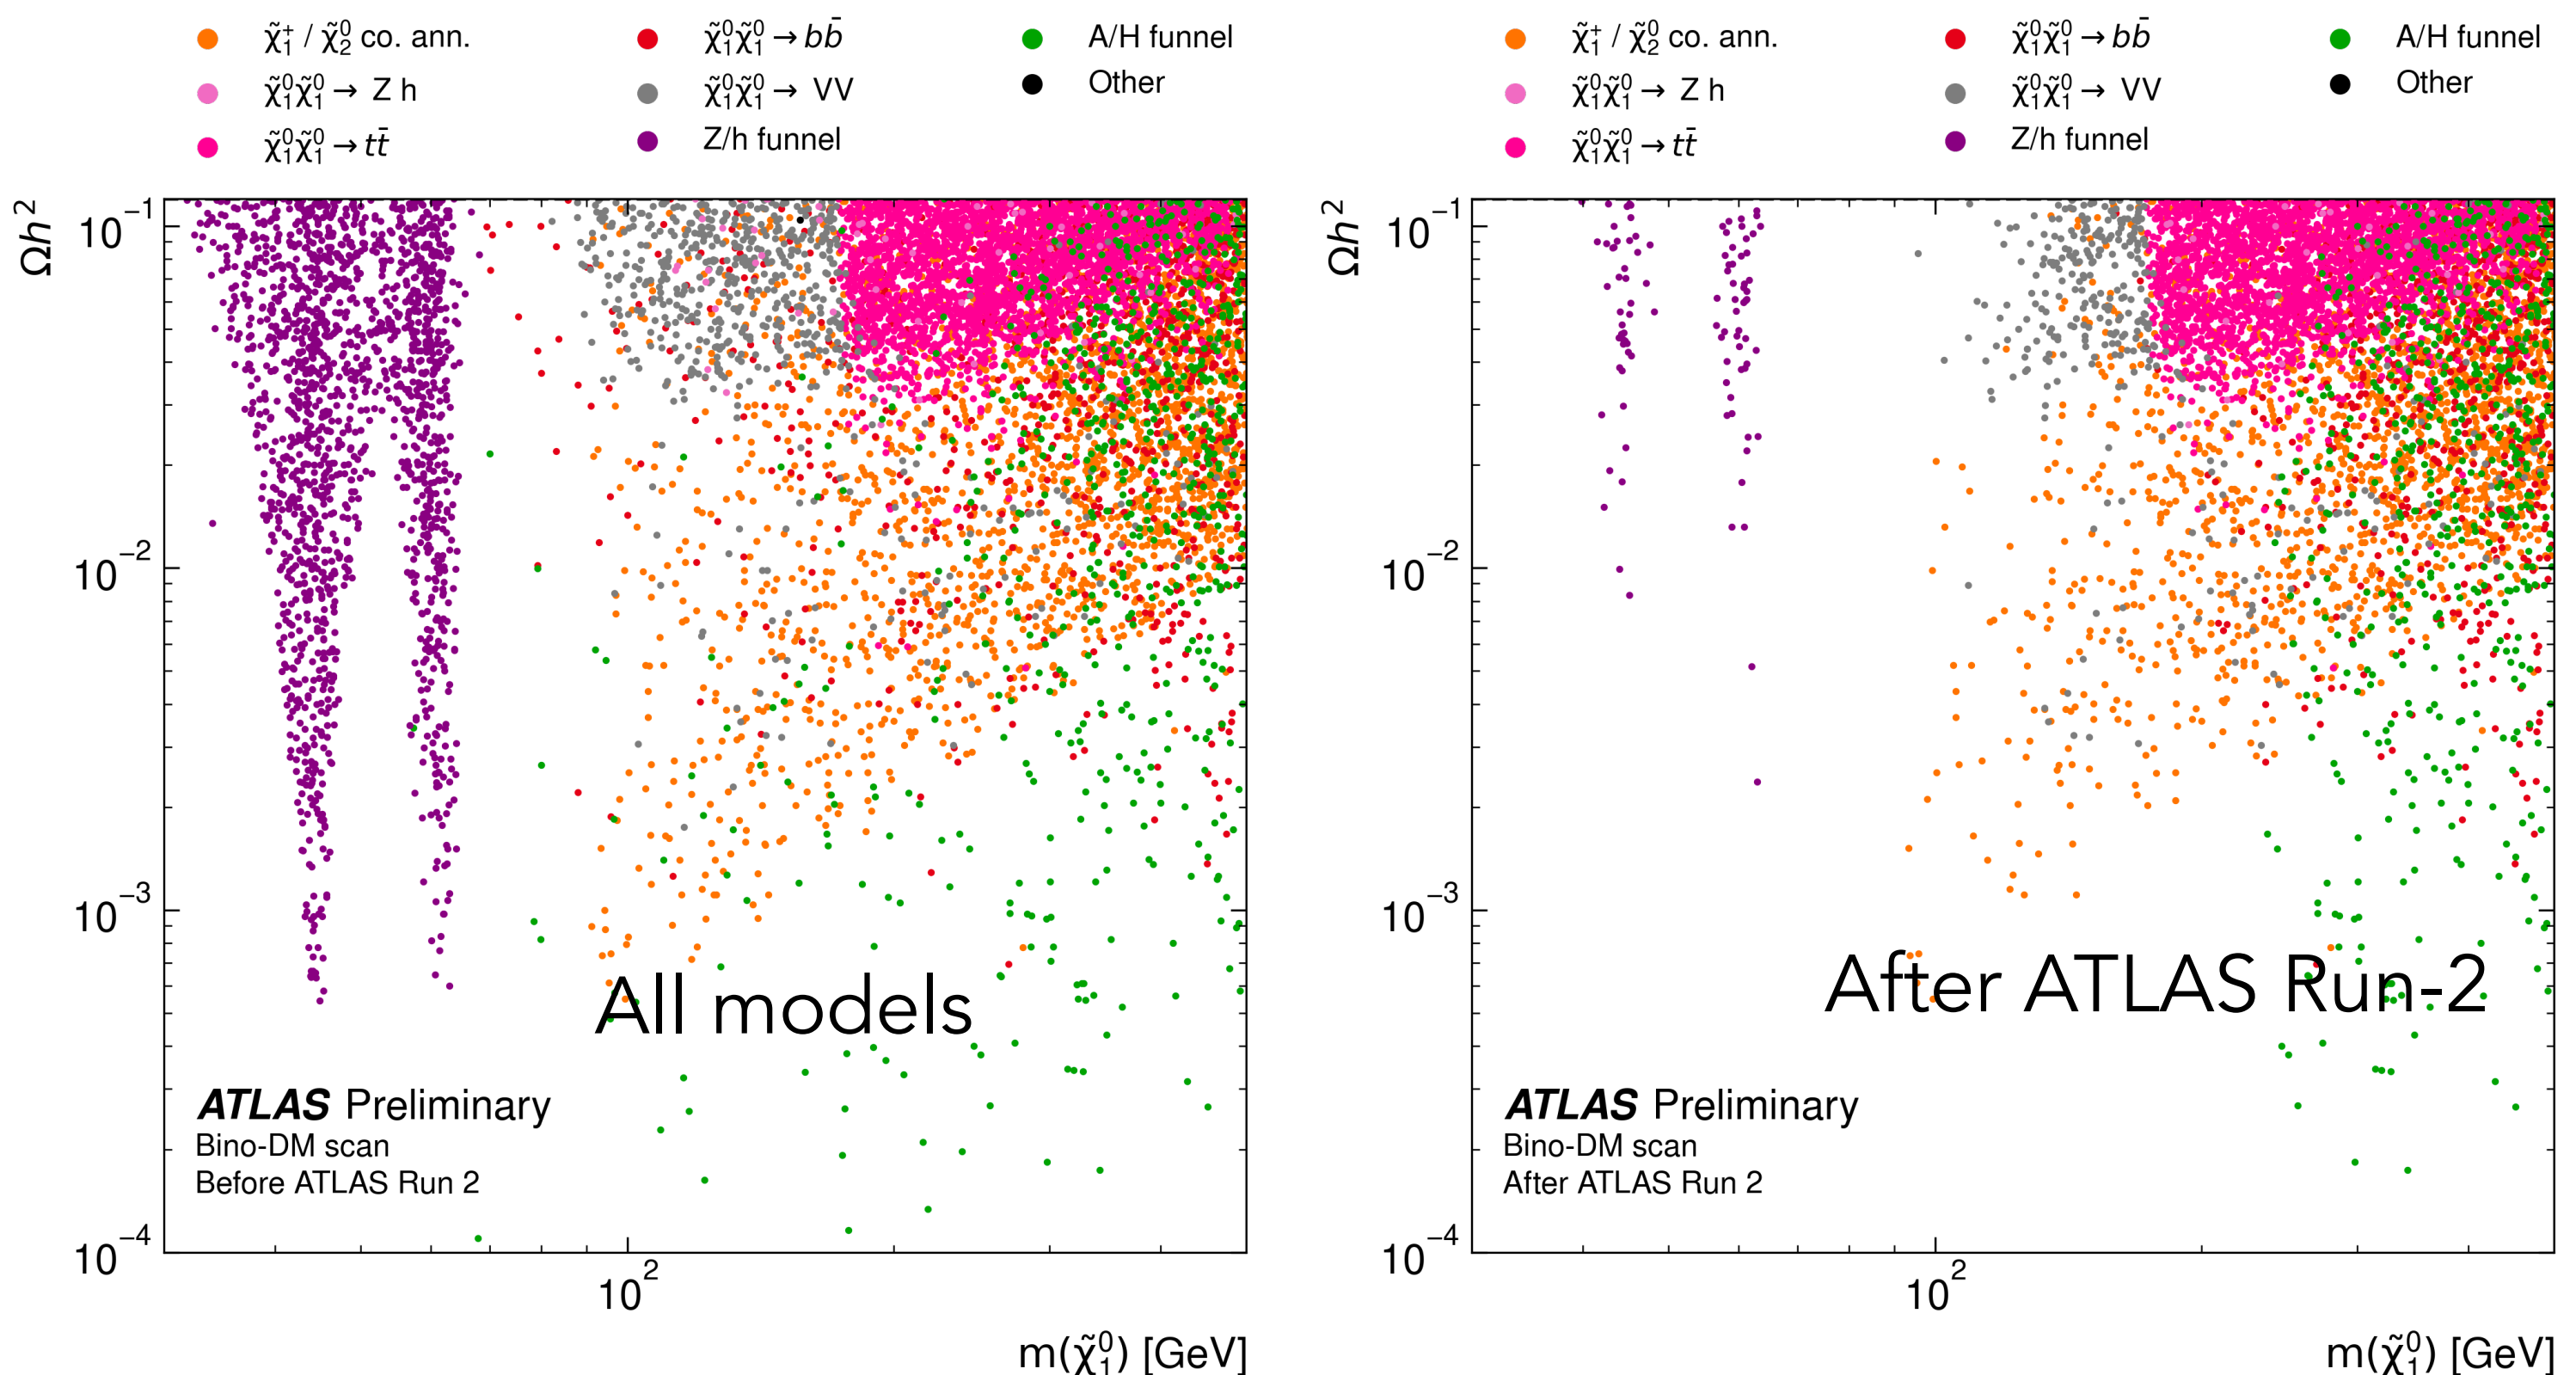 χ̃₁⁺ / χ̃₂⁰ co. ann.
χ̃₁⁰χ̃₁⁰ → Z h
χ̃₁⁰χ̃₁⁰ → tt̄
χ̃₁⁰χ̃₁⁰ → bb̄
χ̃₁⁰χ̃₁⁰ → VV
Z/h funnel
A/H funnel
Other
Ωh²
10⁻¹
10⁻²
10⁻³
10⁻⁴
All models
ATLAS Preliminary
Bino-DM scan
Before ATLAS Run 2
10²
m(χ̃₁⁰) [GeV]
χ̃₁⁺ / χ̃₂⁰ co. ann.
χ̃₁⁰χ̃₁⁰ → Z h
χ̃₁⁰χ̃₁⁰ → tt̄
χ̃₁⁰χ̃₁⁰ → bb̄
χ̃₁⁰χ̃₁⁰ → VV
Z/h funnel
A/H funnel
Other
Ωh²
10⁻¹
10⁻²
10⁻³
10⁻⁴
After ATLAS Run-2
ATLAS Preliminary
Bino-DM scan
After ATLAS Run 2
10²
m(χ̃₁⁰) [GeV]